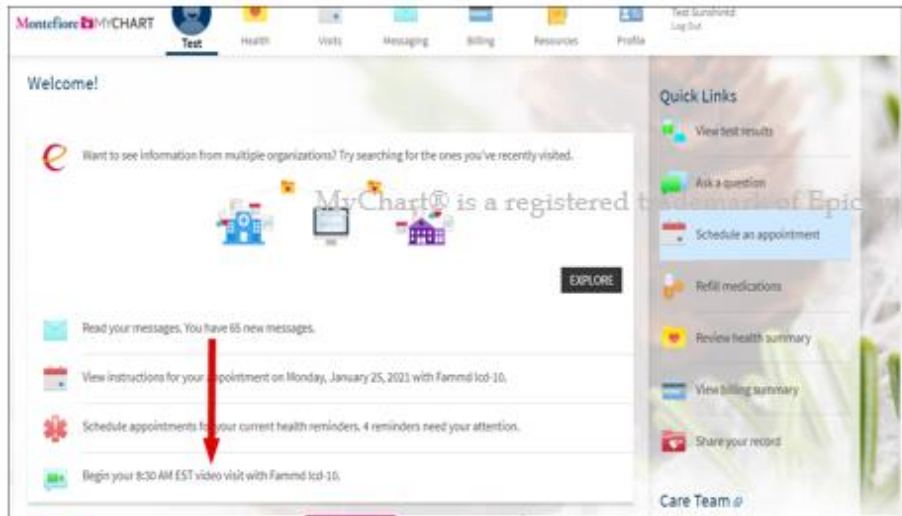 Montefiore MYCHART
Test
Health
Visits
Messaging
Billing
Resources
Profile
Test Sunshinetd
Log Out
Welcome!
Want to see information from multiple organizations? Try searching for the ones you've recently visited.
MyChart® is a registered trademark of Epic
EXPLORE
Read your messages. You have 65 new messages.
View instructions for your appointment on Monday, January 25, 2021 with Fammd Icd-10.
Schedule appointments for your current health reminders. 4 reminders need your attention.
Begin your 8:30 AM EST video visit with Fammd Icd-10.
Quick Links
View test results
Ask a question
Schedule an appointment
Refill medications
Review health summary
View billing summary
Share your record
Care Team